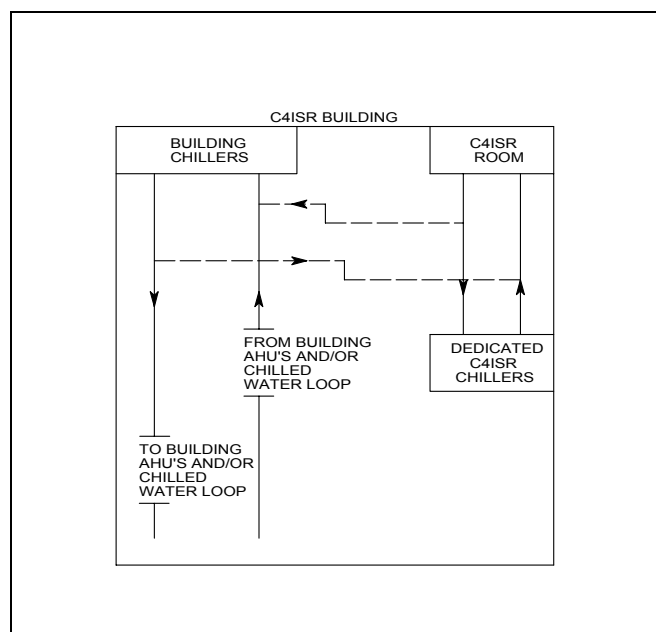 C4ISR BUILDING
BUILDING
CHILLERS
C4ISR
ROOM
FROM BUILDING
AHU'S AND/OR
CHILLED
WATER LOOP
DEDICATED
C4ISR
CHILLERS
TO BUILDING
AHU'S AND/OR
CHILLED
WATER LOOP